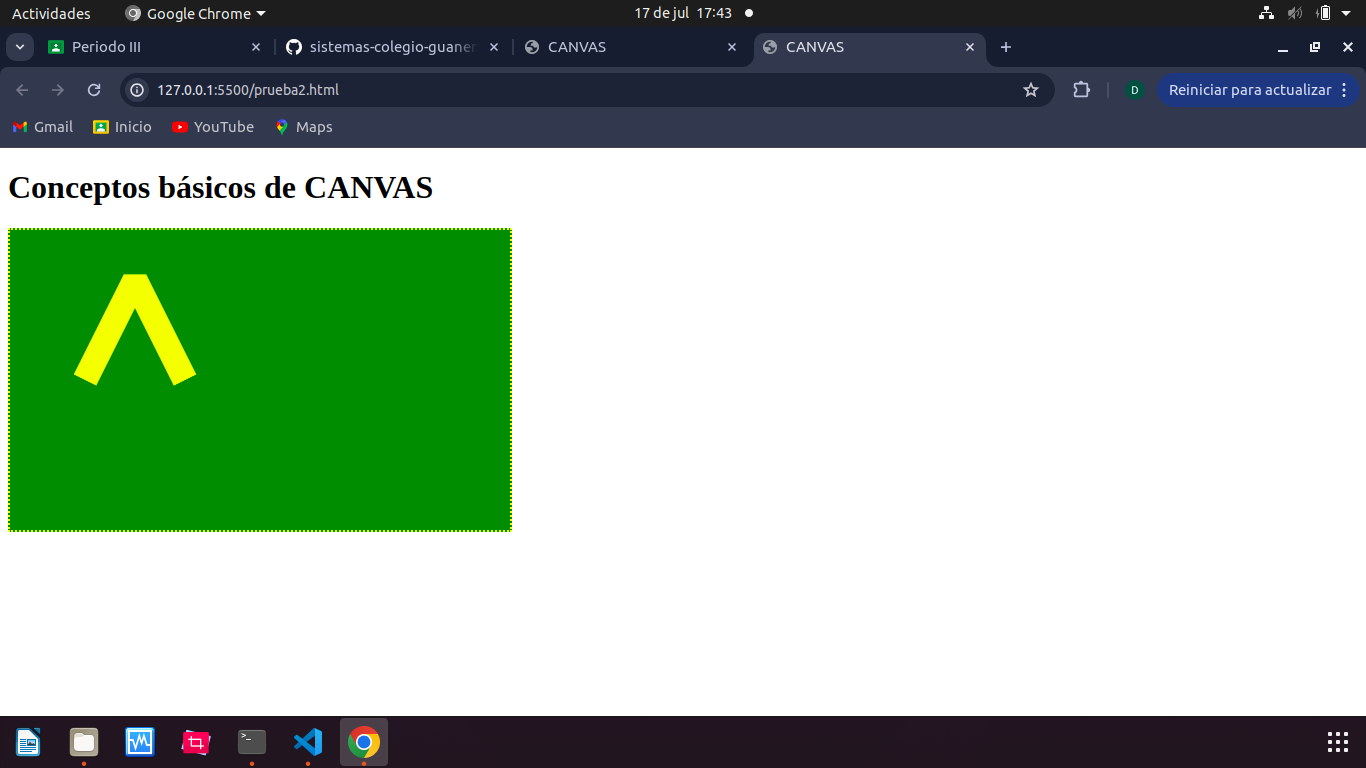 Actividades Google Chrome 17 de jul 17:43
Periodo III sistemas-colegio-guaner CANVAS CANVAS
127.0.0.1:5500/prueba2.html D Reiniciar para actualizar
Gmail Inicio YouTube Maps
Conceptos básicos de CANVAS